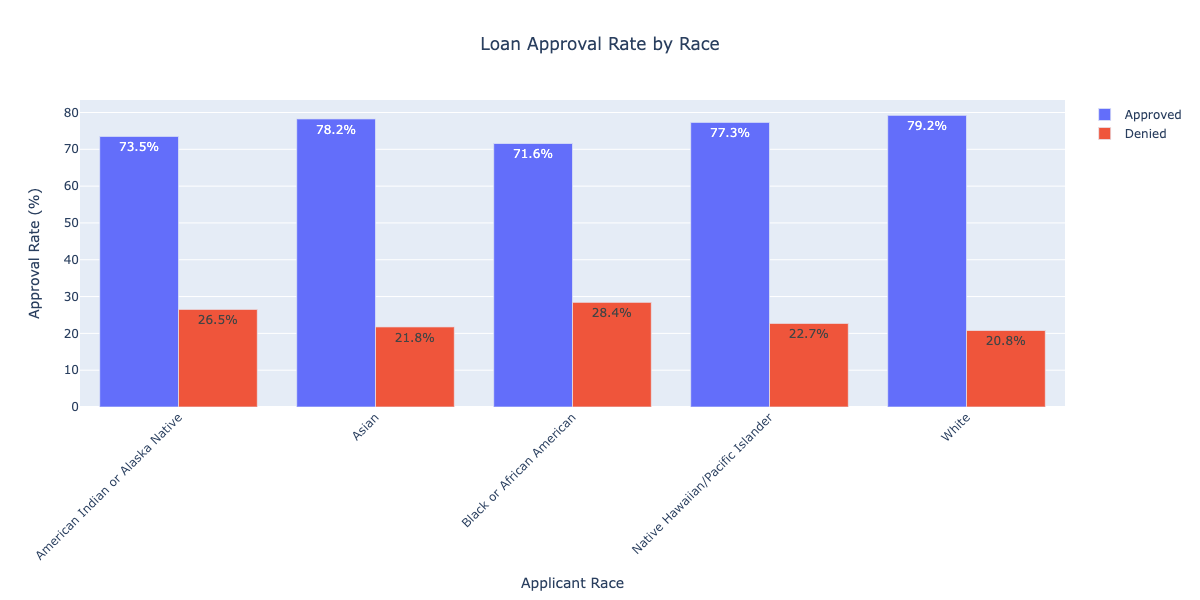 Loan Approval Rate by Race
Approved
Denied
Approval Rate (%)
80
70
60
50
40
30
20
10
0
73.5%
26.5%
78.2%
21.8%
71.6%
28.4%
77.3%
22.7%
79.2%
20.8%
American Indian or Alaska Native
Asian
Black or African American
Native Hawaiian/Pacific Islander
White
Applicant Race